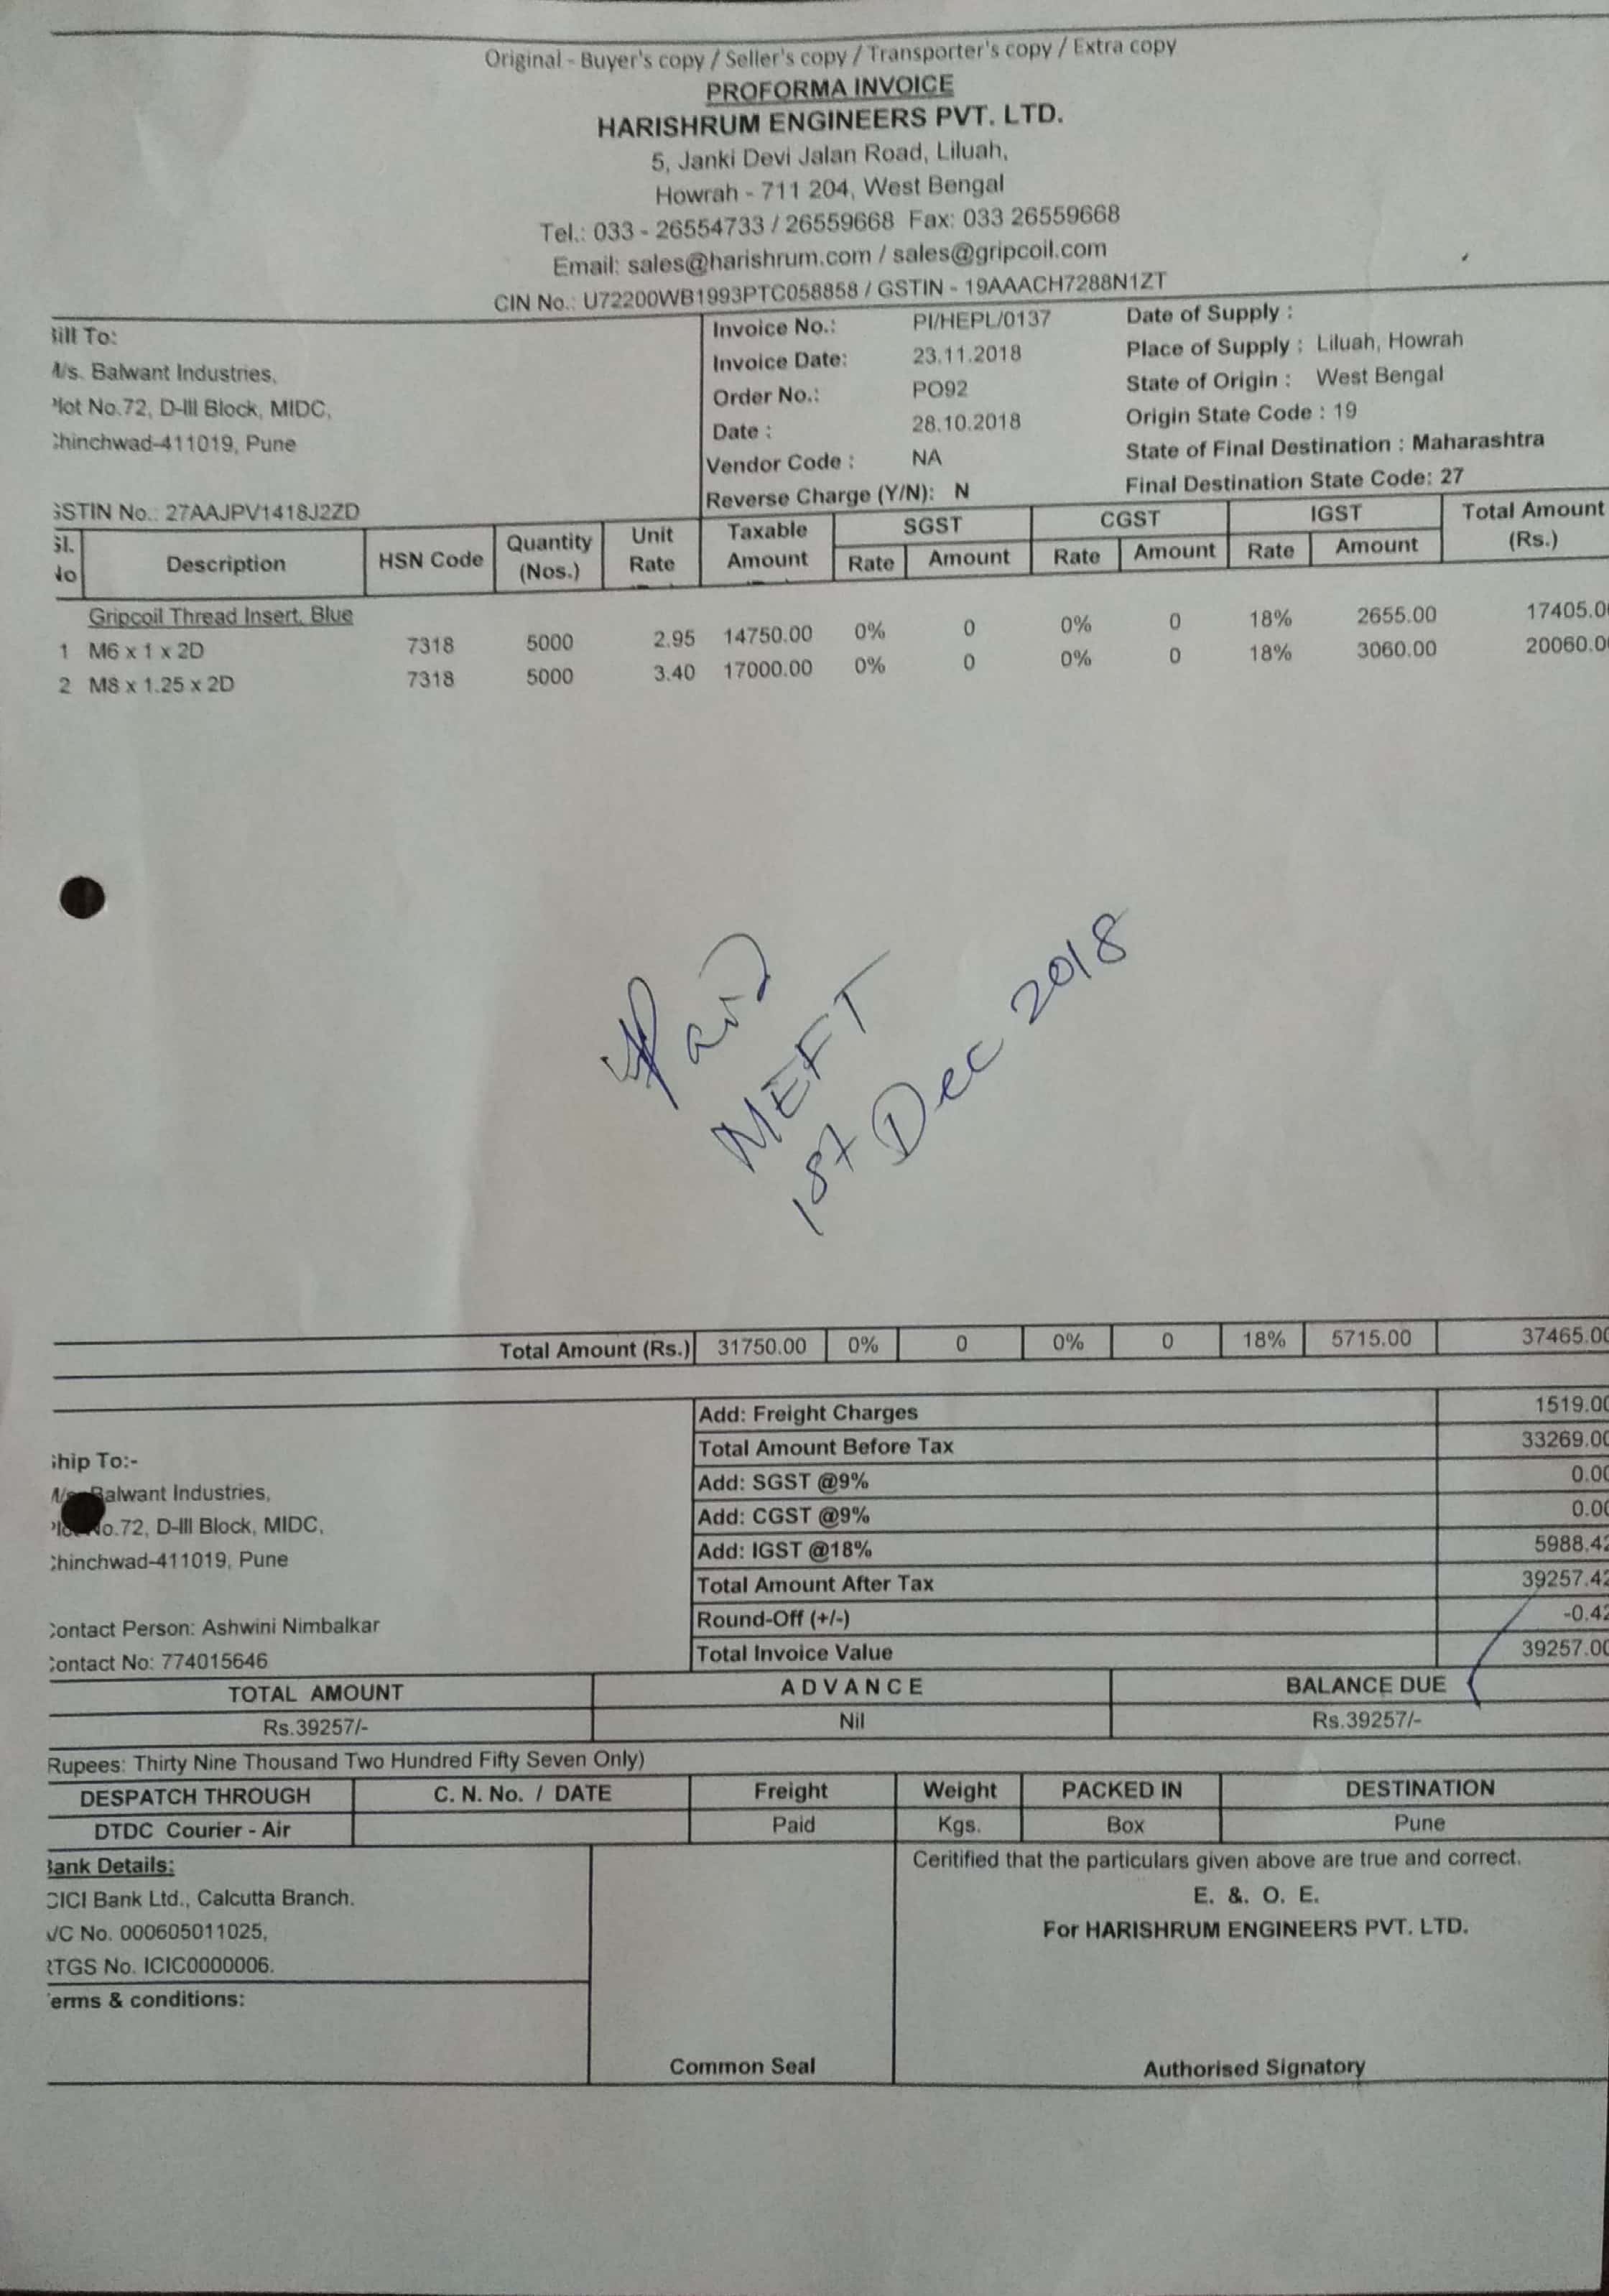 Original - Buyer's copy / Seller's copy / Transporter's copy / Extra copy
PROFORMA INVOICE
HARISHRUM ENGINEERS PVT. LTD.
5, Janki Devi Jalan Road, Liluah,
Howrah - 711 204, West Bengal
Tel.: 033 - 26554733 / 26559668 Fax: 033 26559668
Email: sales@harishrum.com / sales@gripcoil.com
CIN No.: U72200WB1993PTC058858 / GSTIN - 19AAACH7288N1ZT
ill To:
/s. Balwant Industries,
lot No.72, D-III Block, MIDC,
hinchwad-411019, Pune
STIN No.: 27AAJPV1418J2ZD
Invoice No.: PI/HEPL/0137
Invoice Date: 23.11.2018
Order No.: PO92
Date : 28.10.2018
Vendor Code : NA
Reverse Charge (Y/N): N
Date of Supply :
Place of Supply : Liluah, Howrah
State of Origin : West Bengal
Origin State Code : 19
State of Final Destination : Maharashtra
Final Destination State Code: 27
Sl. Description HSN Code Quantity Unit Taxable SGST CGST IGST Total Amount
No (Nos.) Rate Amount Rate Amount Rate Amount Rate Amount (Rs.)
Gripcoil Thread Insert, Blue
1 M6 x 1 x 2D 7318 5000 2.95 14750.00 0% 0 0% 0 18% 2655.00 17405.0
2 M8 x 1.25 x 2D 7318 5000 3.40 17000.00 0% 0 0% 0 18% 3060.00 20060.0
Paid
NEFT
1st Dec 2018
Total Amount (Rs.) 31750.00 0% 0 0% 0 18% 5715.00 37465.00
Add: Freight Charges 1519.00
Total Amount Before Tax 33269.00
Add: SGST @9% 0.00
Add: CGST @9% 0.00
Add: IGST @18% 5988.42
Total Amount After Tax 39257.42
Round-Off (+/-) -0.42
Total Invoice Value 39257.00
hip To:-
Balwant Industries,
No.72, D-III Block, MIDC,
hinchwad-411019, Pune
ontact Person: Ashwini Nimbalkar
ontact No: 774015646
TOTAL AMOUNT ADVANCE BALANCE DUE
Rs.39257/- Nil Rs.39257/-
Rupees: Thirty Nine Thousand Two Hundred Fifty Seven Only)
DESPATCH THROUGH C. N. No. / DATE Freight Weight PACKED IN DESTINATION
DTDC Courier - Air Paid Kgs. Box Pune
ank Details:
CICI Bank Ltd., Calcutta Branch.
/C No. 000605011025,
TGS No. ICIC0000006.
erms & conditions:
Common Seal
Ceritified that the particulars given above are true and correct.
E. &. O. E.
For HARISHRUM ENGINEERS PVT. LTD.
Authorised Signatory